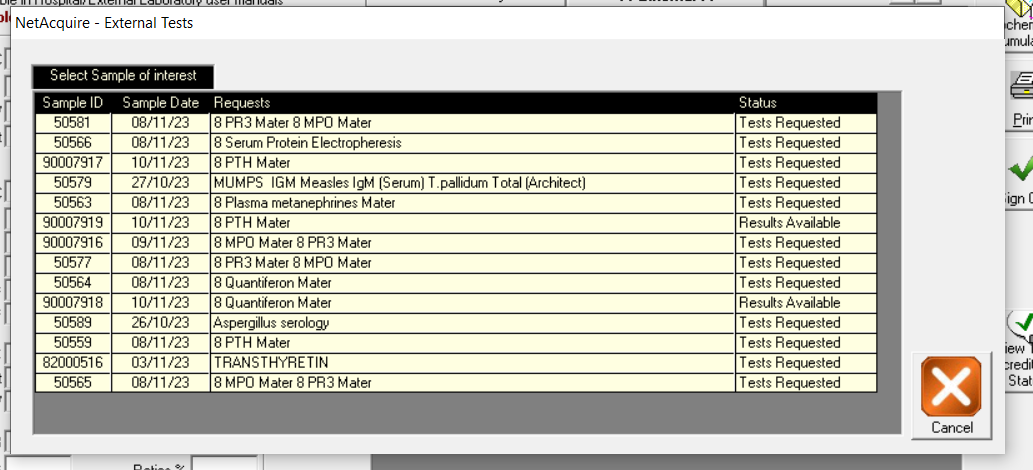 ble in Hospital/External Laboratory user manuals
NetAcquire - External Tests
Select Sample of interest
Sample ID Sample Date Requests Status
50581 08/11/23 8 PR3 Mater 8 MPO Mater Tests Requested
50566 08/11/23 8 Serum Protein Electropheresis Tests Requested
90007917 10/11/23 8 PTH Mater Tests Requested
50579 27/10/23 MUMPS IGM Measles IgM (Serum) T.pallidum Total (Architect) Tests Requested
50563 08/11/23 8 Plasma metanephrines Mater Tests Requested
90007919 10/11/23 8 PTH Mater Results Available
90007916 09/11/23 8 MPO Mater 8 PR3 Mater Tests Requested
50577 08/11/23 8 PR3 Mater 8 MPO Mater Tests Requested
50564 08/11/23 8 Quantiferon Mater Tests Requested
90007918 10/11/23 8 Quantiferon Mater Results Available
50589 26/10/23 Aspergillus serology Tests Requested
50559 08/11/23 8 PTH Mater Tests Requested
82000516 03/11/23 TRANSTHYRETIN Tests Requested
50565 08/11/23 8 MPO Mater 8 PR3 Mater Tests Requested
Cancel
ochem
umula
Prin
ign O
iew
credit
Stat